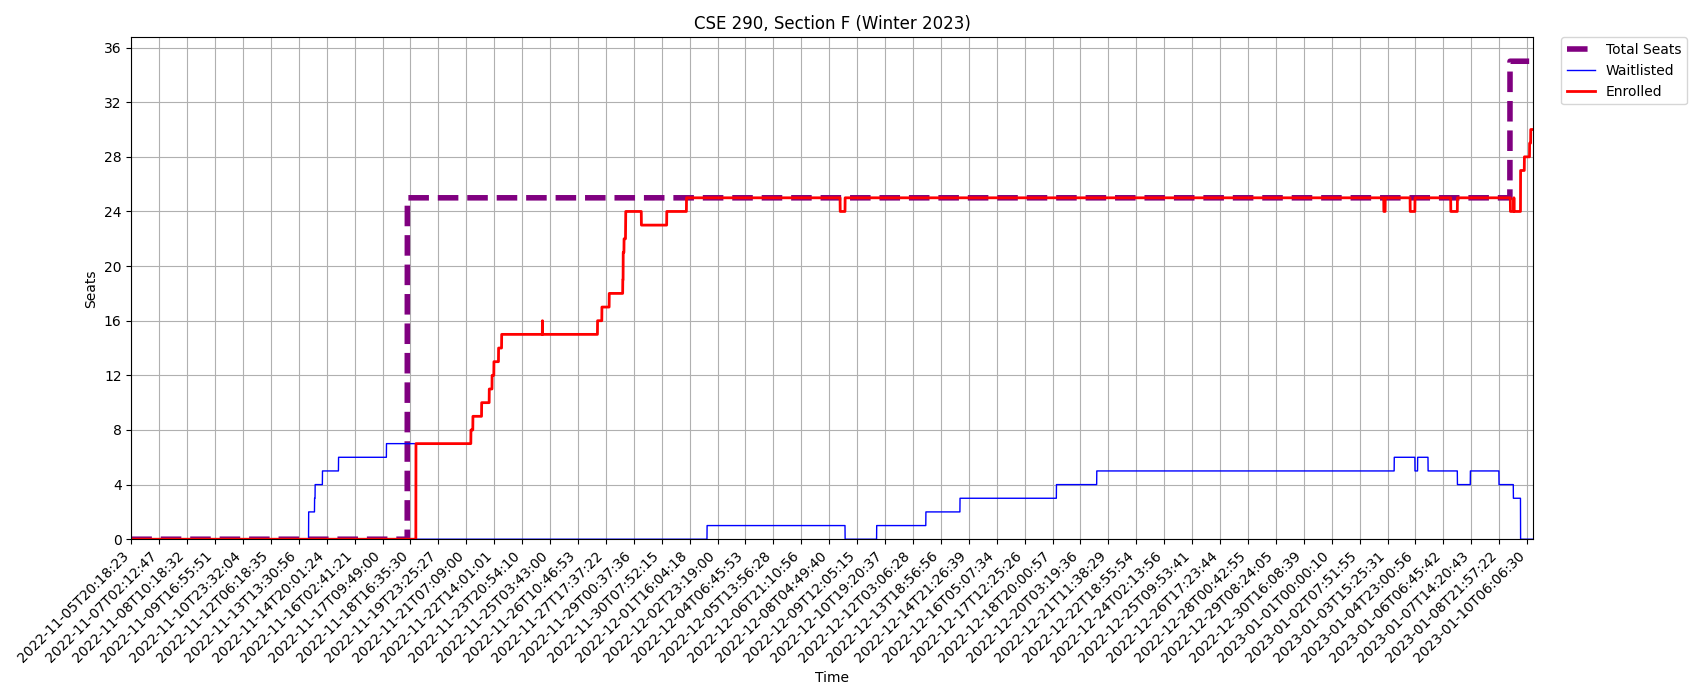 CSE 290, Section F (Winter 2023)
Total Seats
Waitlisted
Enrolled
36
32
28
24
20
16
12
8
4
0
Seats
2022-11-05T20:18:23
2022-11-07T02:12:47
2022-11-08T10:18:32
2022-11-09T16:55:51
2022-11-10T23:32:04
2022-11-12T06:18:35
2022-11-13T13:30:56
2022-11-14T20:01:24
2022-11-16T02:41:21
2022-11-17T09:49:00
2022-11-18T16:35:30
2022-11-19T23:25:27
2022-11-21T07:09:00
2022-11-22T14:01:01
2022-11-23T20:54:10
2022-11-25T03:43:00
2022-11-26T10:46:53
2022-11-27T17:37:22
2022-11-29T00:37:36
2022-11-30T07:52:15
2022-12-01T16:04:18
2022-12-02T23:19:00
2022-12-04T06:45:53
2022-12-05T13:56:28
2022-12-06T21:10:56
2022-12-08T04:49:40
2022-12-09T12:05:15
2022-12-10T19:20:37
2022-12-12T03:06:28
2022-12-13T18:56:56
2022-12-14T21:26:39
2022-12-16T05:07:34
2022-12-17T12:25:26
2022-12-18T20:00:57
2022-12-20T03:19:36
2022-12-21T11:38:29
2022-12-22T18:55:54
2022-12-24T02:13:56
2022-12-25T09:53:41
2022-12-26T17:23:44
2022-12-28T00:42:55
2022-12-29T08:24:05
2022-12-30T16:08:39
2023-01-01T00:00:10
2023-01-02T07:51:55
2023-01-03T15:25:31
2023-01-04T23:00:56
2023-01-06T06:45:42
2023-01-07T14:20:43
2023-01-08T21:57:22
2023-01-10T06:06:30
Time